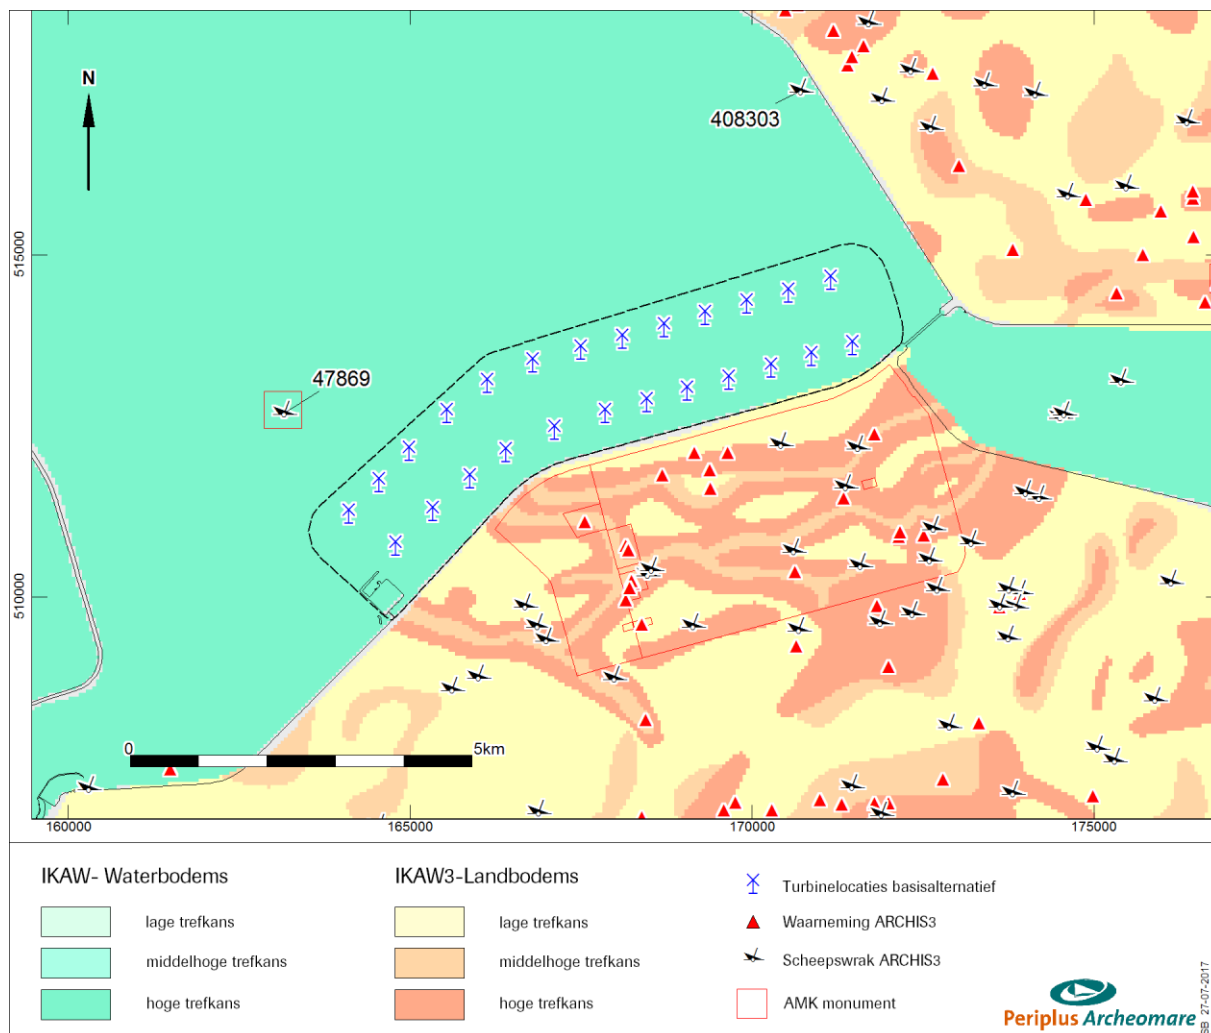 N
408303
515000
47869
510000
0
5km
160000
165000
170000
175000
IKAW- Waterbodems
lage trefkans
middelhoge trefkans
hoge trefkans
IKAW3-Landbodems
lage trefkans
middelhoge trefkans
hoge trefkans
Turbinelocaties basisalternatief
Waarneming ARCHIS3
Scheepswrak ARCHIS3
AMK monument
Periplus Archeomare
SB 27-07-2017